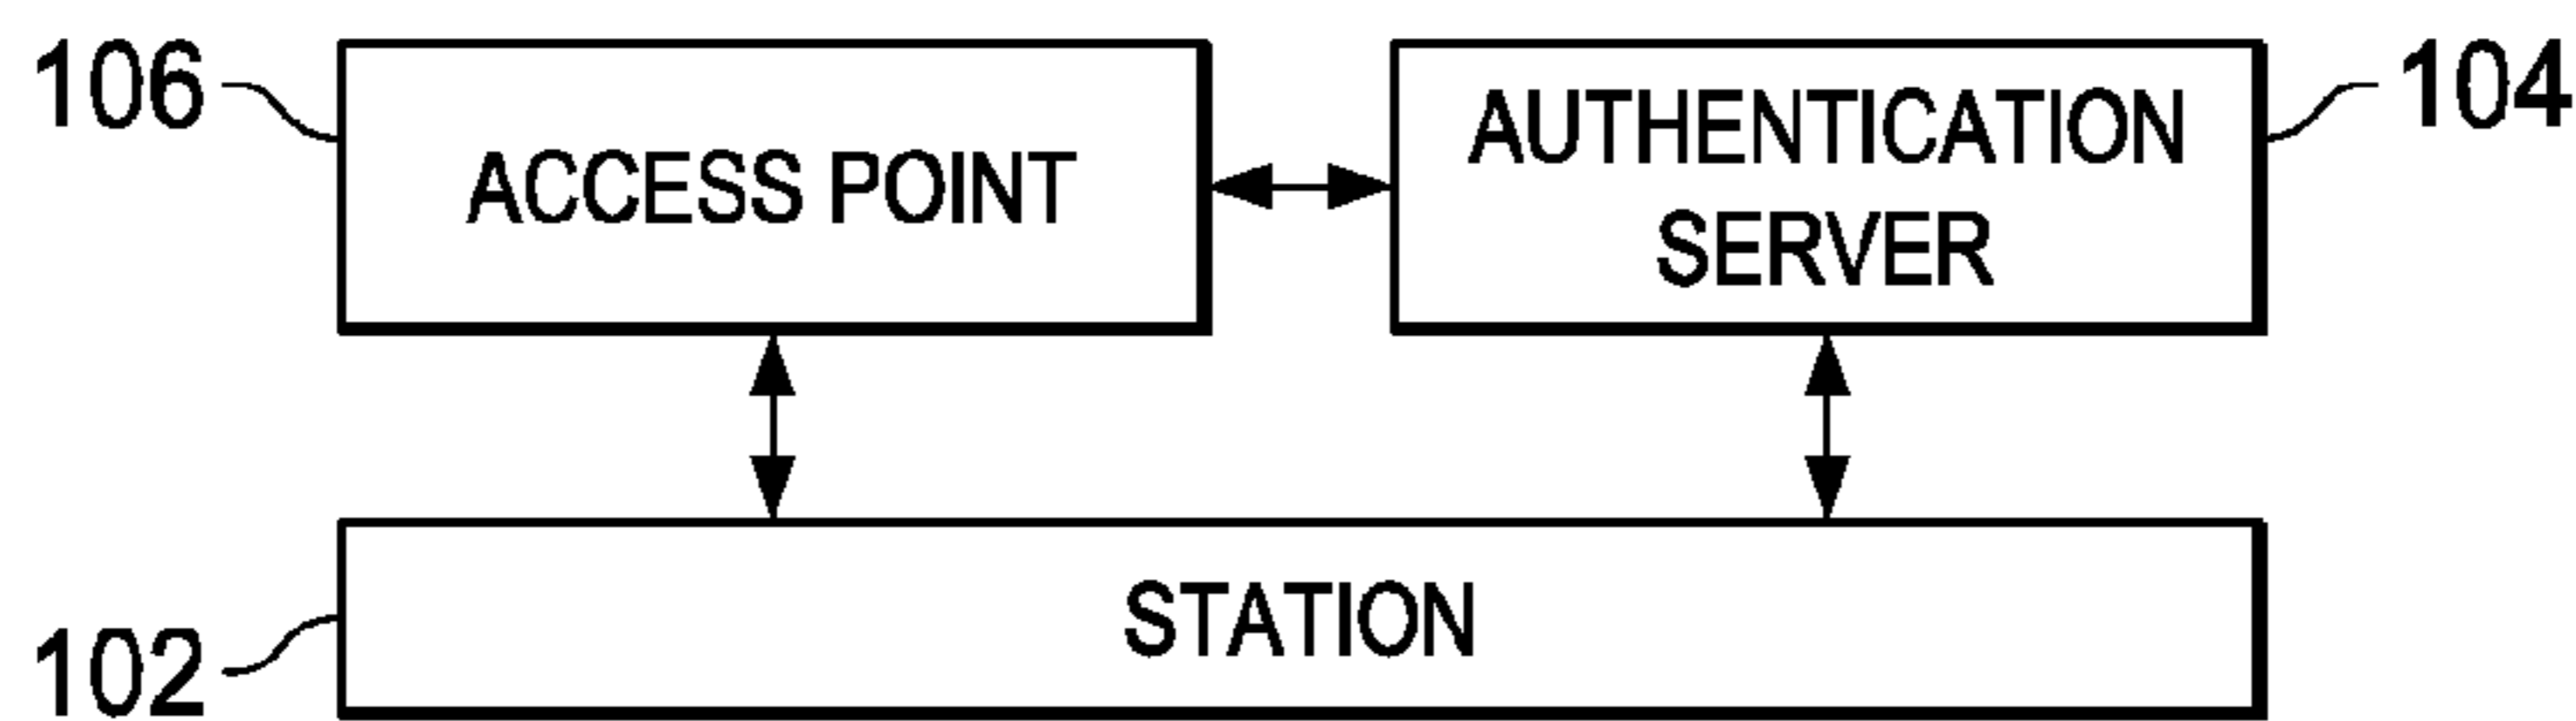 106
ACCESS POINT
AUTHENTICATION
SERVER
104
102
STATION